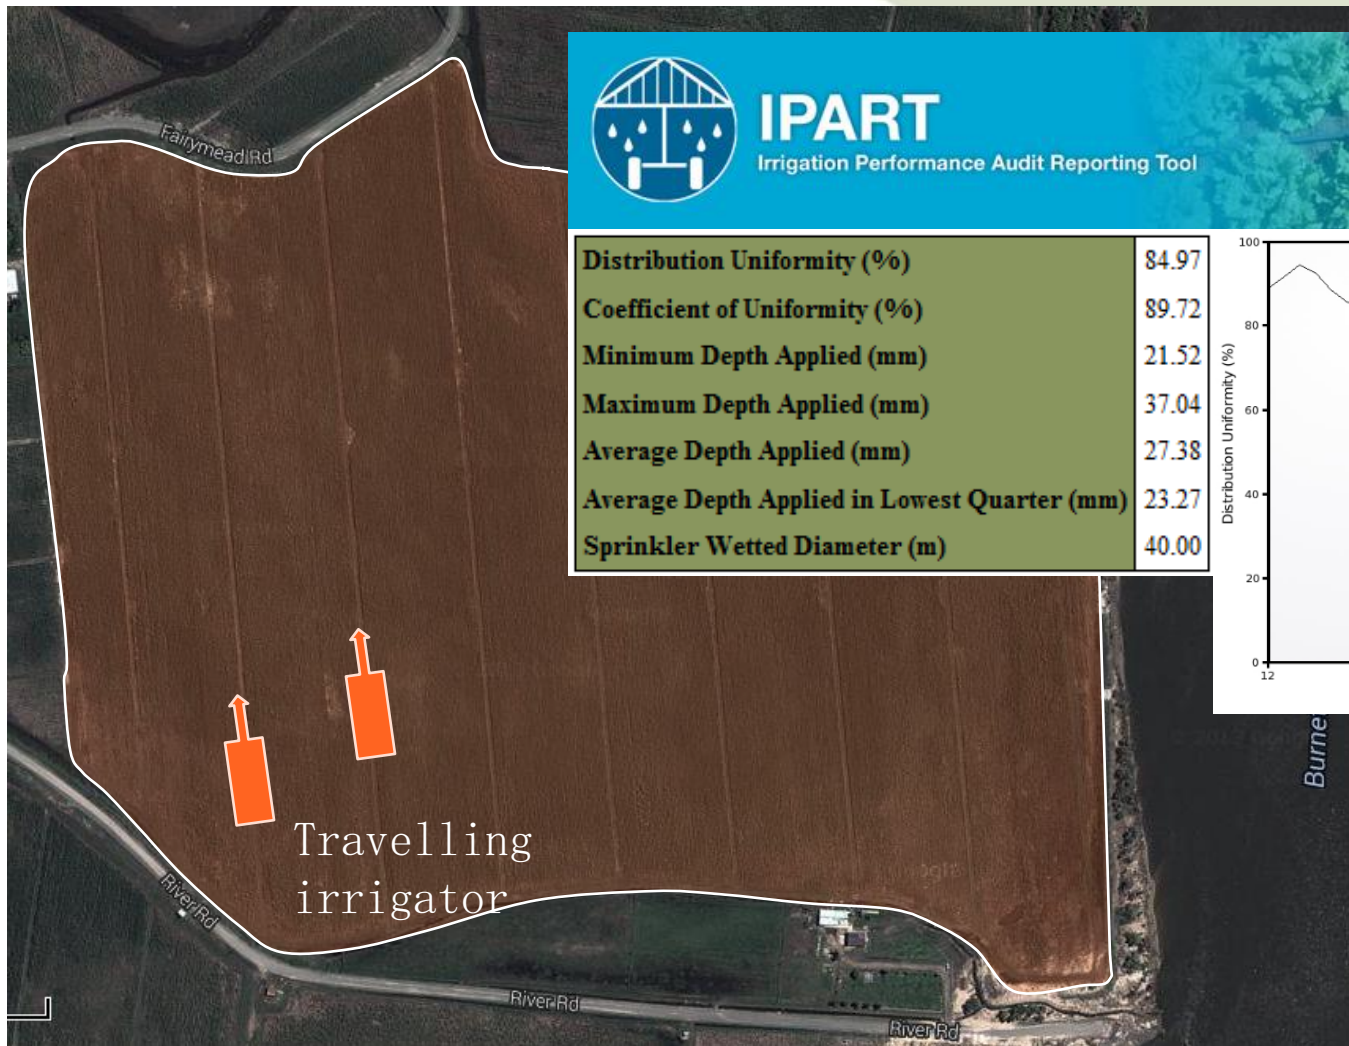 Fairymead Rd
IPART
Irrigation Performance Audit Reporting Tool
Distribution Uniformity (%) 84.97
Coefficient of Uniformity (%) 89.72
Minimum Depth Applied (mm) 21.52
Maximum Depth Applied (mm) 37.04
Average Depth Applied (mm) 27.38
Average Depth Applied in Lowest Quarter (mm) 23.27
Sprinkler Wetted Diameter (m) 40.00
Distribution Uniformity (%)
100
80
60
40
20
0
12
Burne
Travelling
irrigator
River Rd
River Rd
River Rd